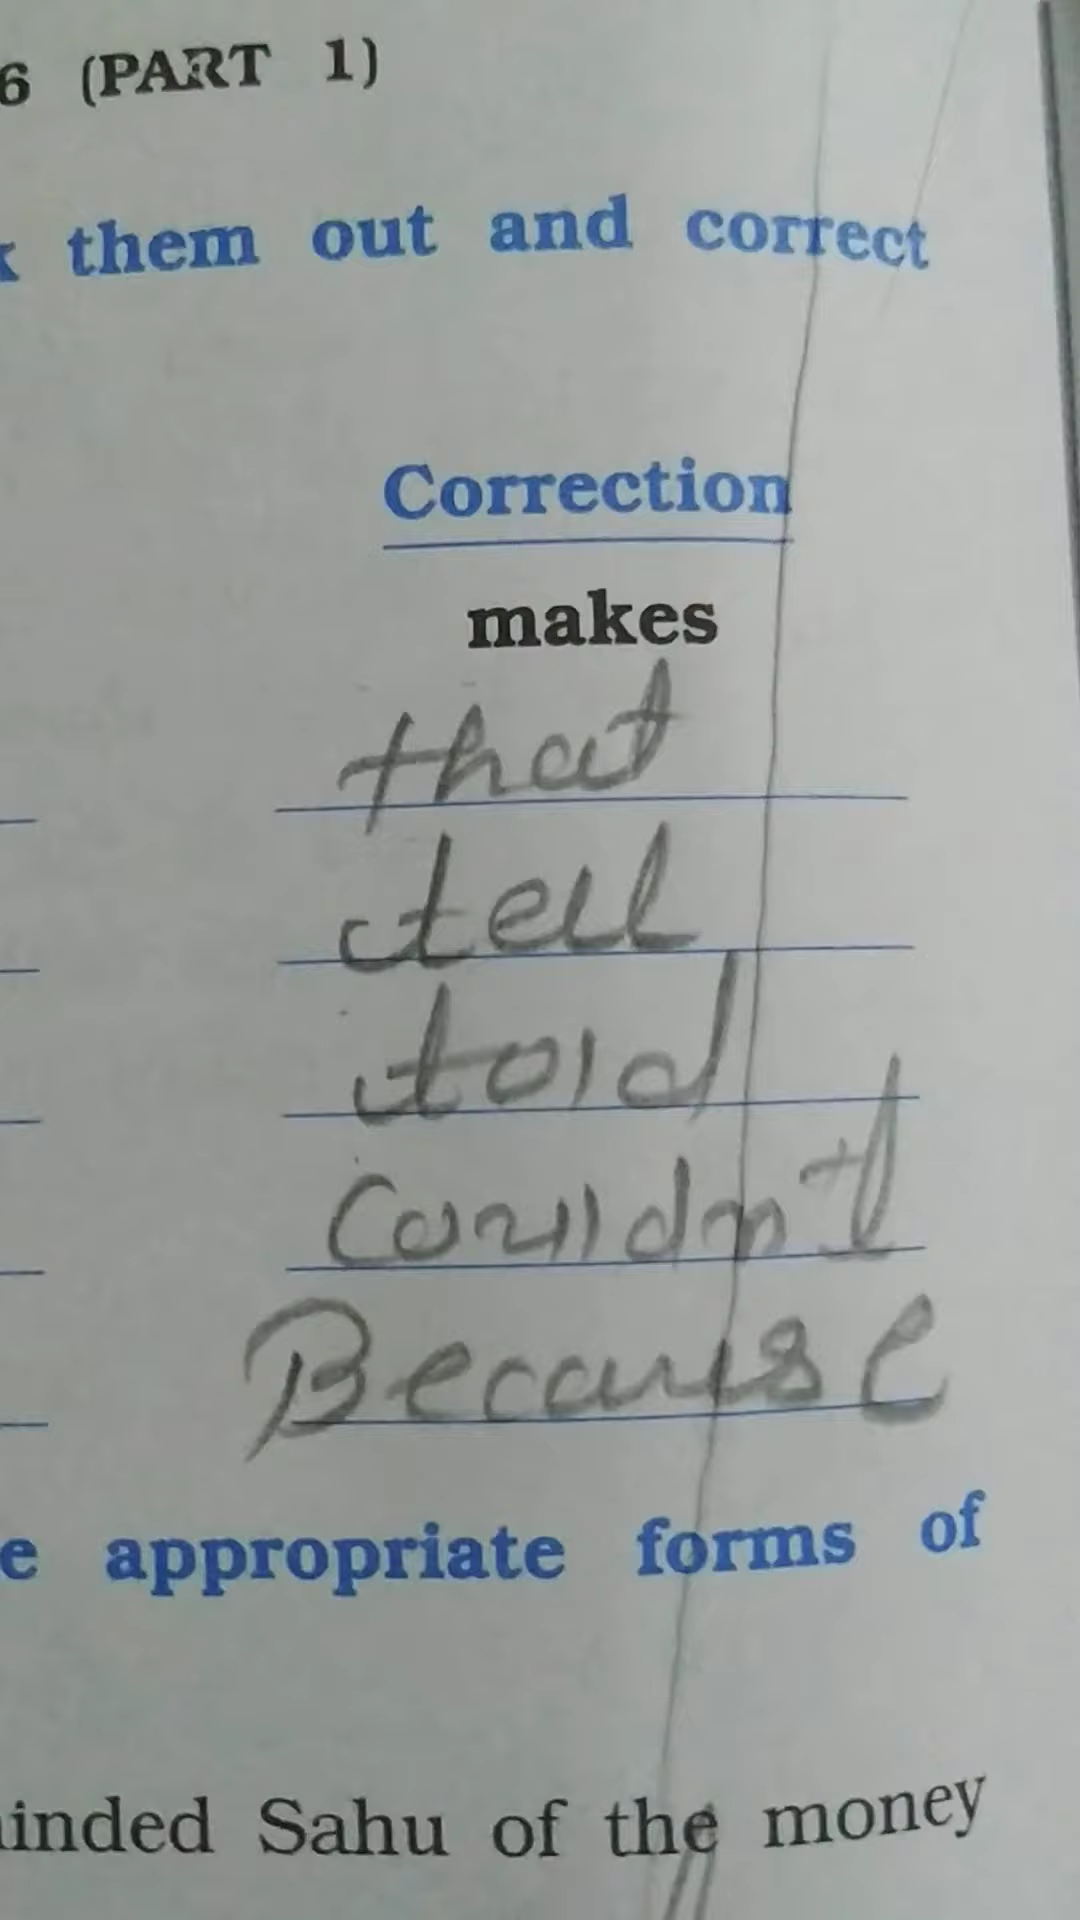 6 (PART 1)
them out and correct
Correction
makes
that
tell
told
Couldn't
Because
e appropriate forms of
inded Sahu of the money